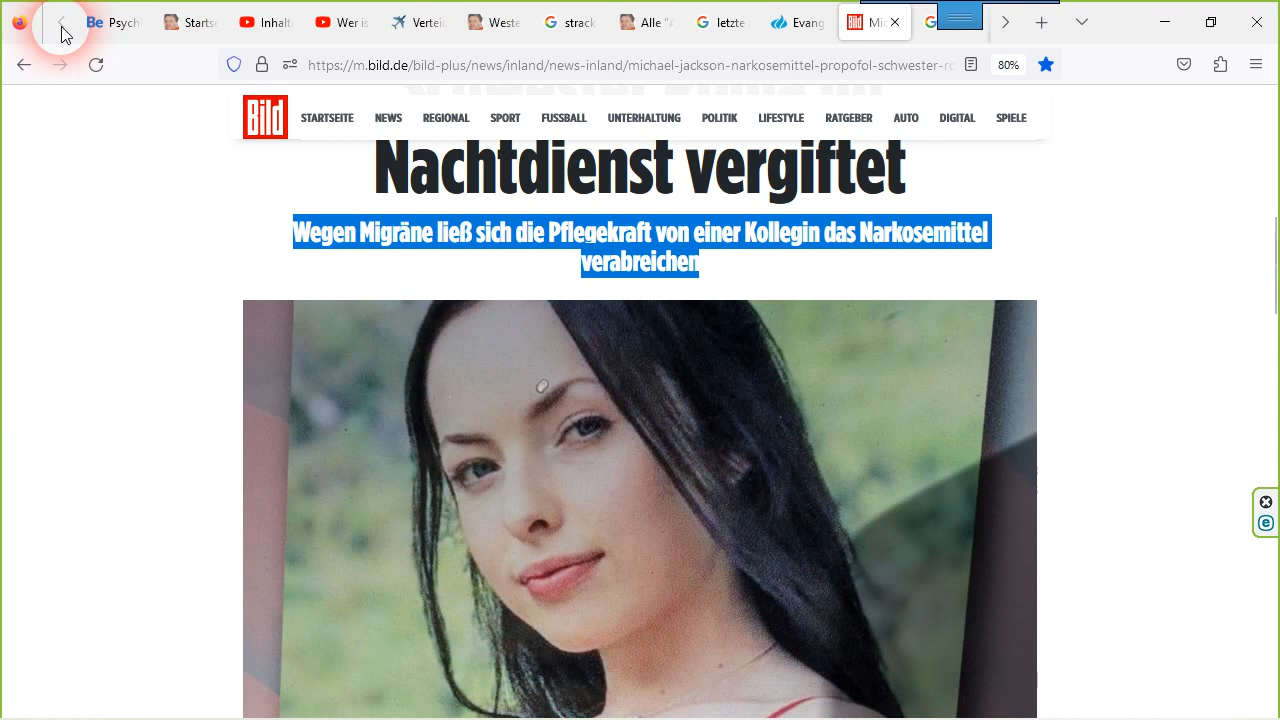 Psych
Starts
Inhalt
Wer is
Vertei
Weste
strack
Alle "A
letzte
Evang
Mic
https://m.bild.de/bild-plus/news/inland/news-inland/michael-jackson-narkosemittel-propofol-schwester-ro
80%
Bild
STARTSEITE NEWS REGIONAL SPORT FUSSBALL UNTERHALTUNG POLITIK LIFESTYLE RATGEBER AUTO DIGITAL SPIELE
Nachtdienst vergiftet
Wegen Migräne ließ sich die Pflegekraft von einer Kollegin das Narkosemittel
verabreichen